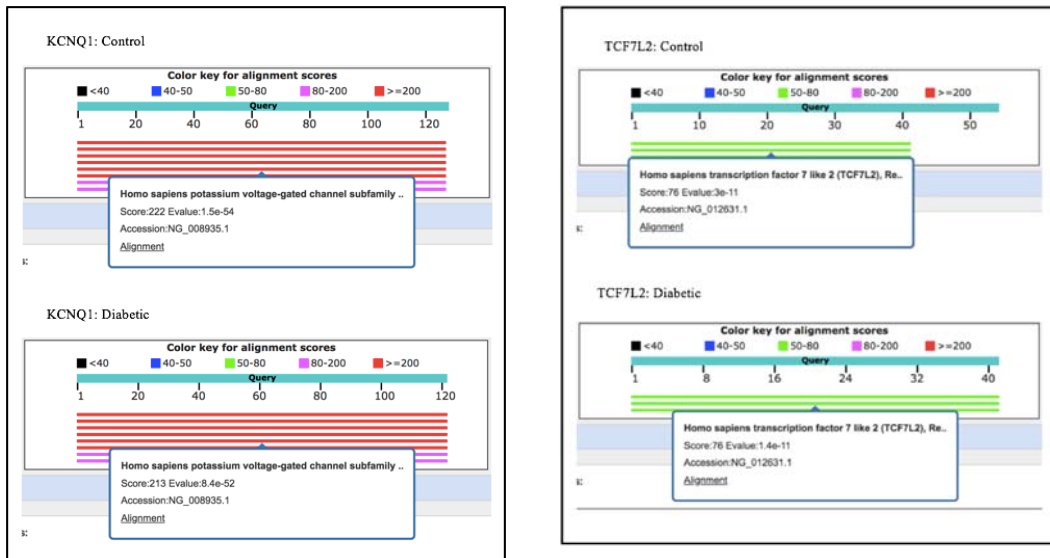 KCNQ1: Control
Color key for alignment scores
<40 40-50 50-80 80-200 >=200
Query
1 20 40 60 80 100 120
Homo sapiens potassium voltage-gated channel subfamily ..
Score:222 Evalue:1.5e-54
Accession:NG_008935.1
Alignment
s:
KCNQ1: Diabetic
Color key for alignment scores
<40 40-50 50-80 80-200 >=200
Query
1 20 40 60 80 100 120
Homo sapiens potassium voltage-gated channel subfamily ..
Score:213 Evalue:8.4e-52
Accession:NG_008935.1
Alignment
s:
TCF7L2: Control
Color key for alignment scores
<40 40-50 50-80 80-200 >=200
Query
1 10 20 30 40 50
Homo sapiens transcription factor 7 like 2 (TCF7L2), Re..
Score:76 Evalue:3e-11
Accession:NG_012631.1
Alignment
s:
TCF7L2: Diabetic
Color key for alignment scores
<40 40-50 50-80 80-200 >=200
Query
1 8 16 24 32 40
Homo sapiens transcription factor 7 like 2 (TCF7L2), Re..
Score:76 Evalue:1.4e-11
Accession:NG_012631.1
Alignment
s: